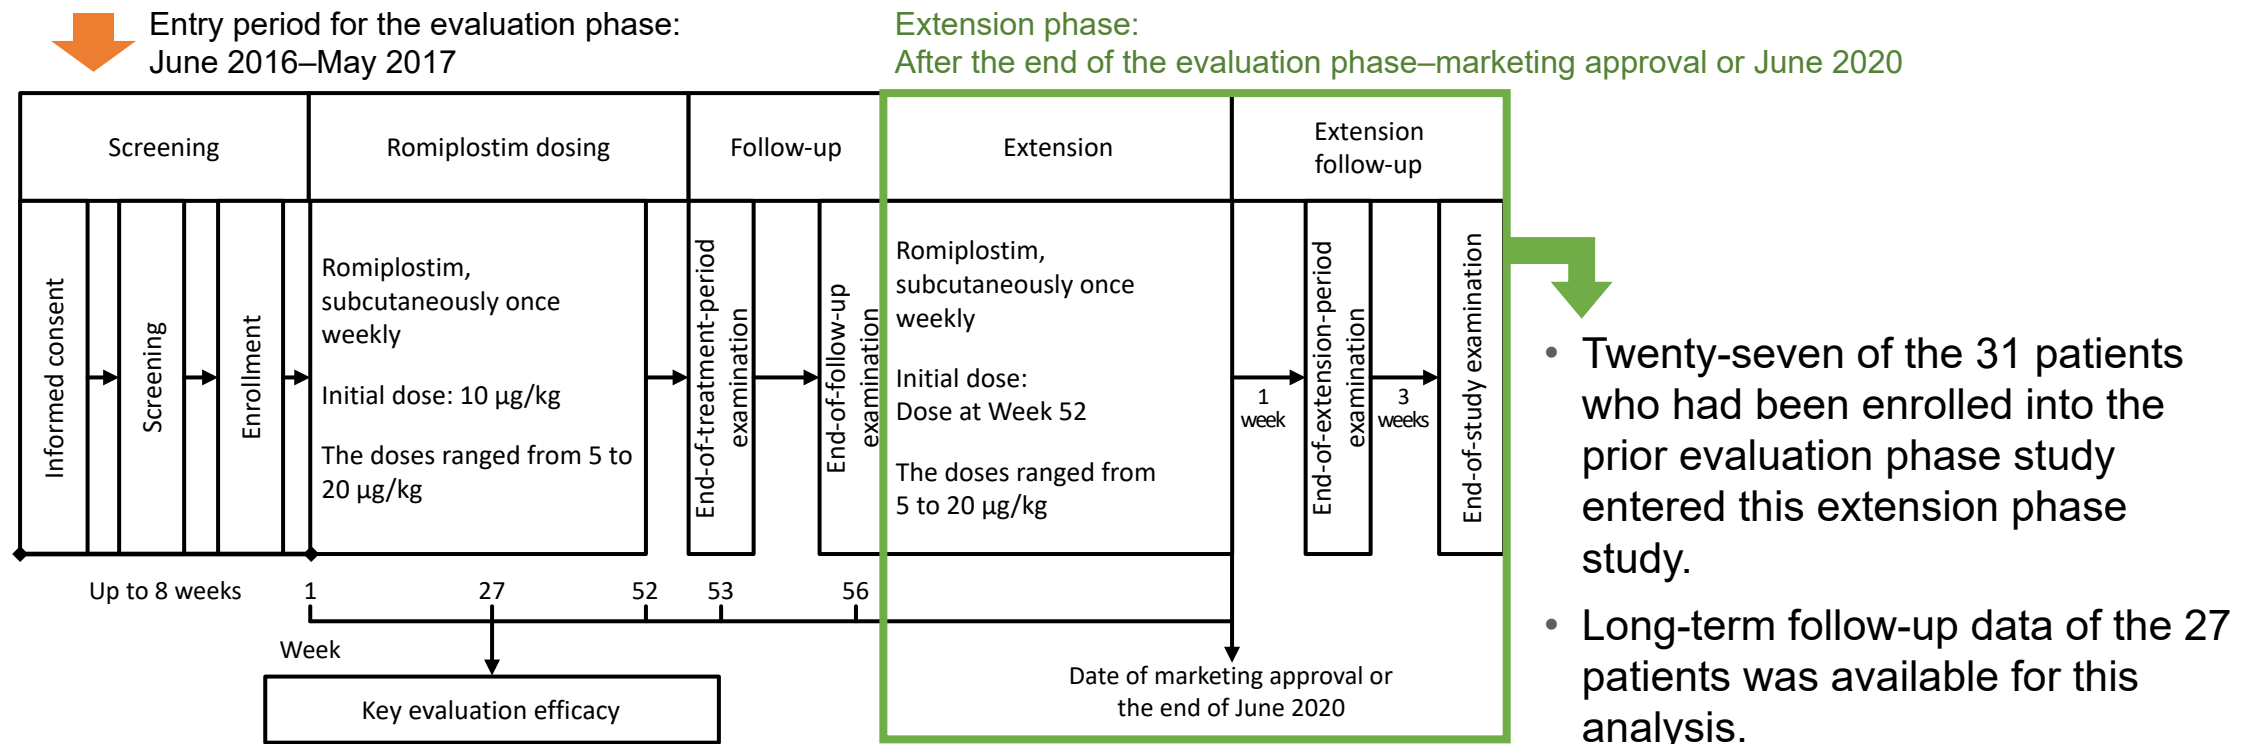 Entry period for the evaluation phase:
June 2016–May 2017
Extension phase:
After the end of the evaluation phase–marketing approval or June 2020
Screening
Romiplostim dosing
Follow-up
Extension
Extension
follow-up
Informed consent
Screening
Enrollment
Romiplostim,
subcutaneously once
weekly
Initial dose: 10 µg/kg
The doses ranged from 5 to
20 µg/kg
End-of-treatment-period
examination
End-of-follow-up
examination
Romiplostim,
subcutaneously once
weekly
Initial dose:
Dose at Week 52
The doses ranged from
5 to 20 µg/kg
1
week
End-of-extension-period
examination
3
weeks
End-of-study examination
Up to 8 weeks
1
27
52
53
56
Week
Key evaluation efficacy
Date of marketing approval or
the end of June 2020
• Twenty-seven of the 31 patients
who had been enrolled into the
prior evaluation phase study
entered this extension phase
study.
• Long-term follow-up data of the 27
patients was available for this
analysis.